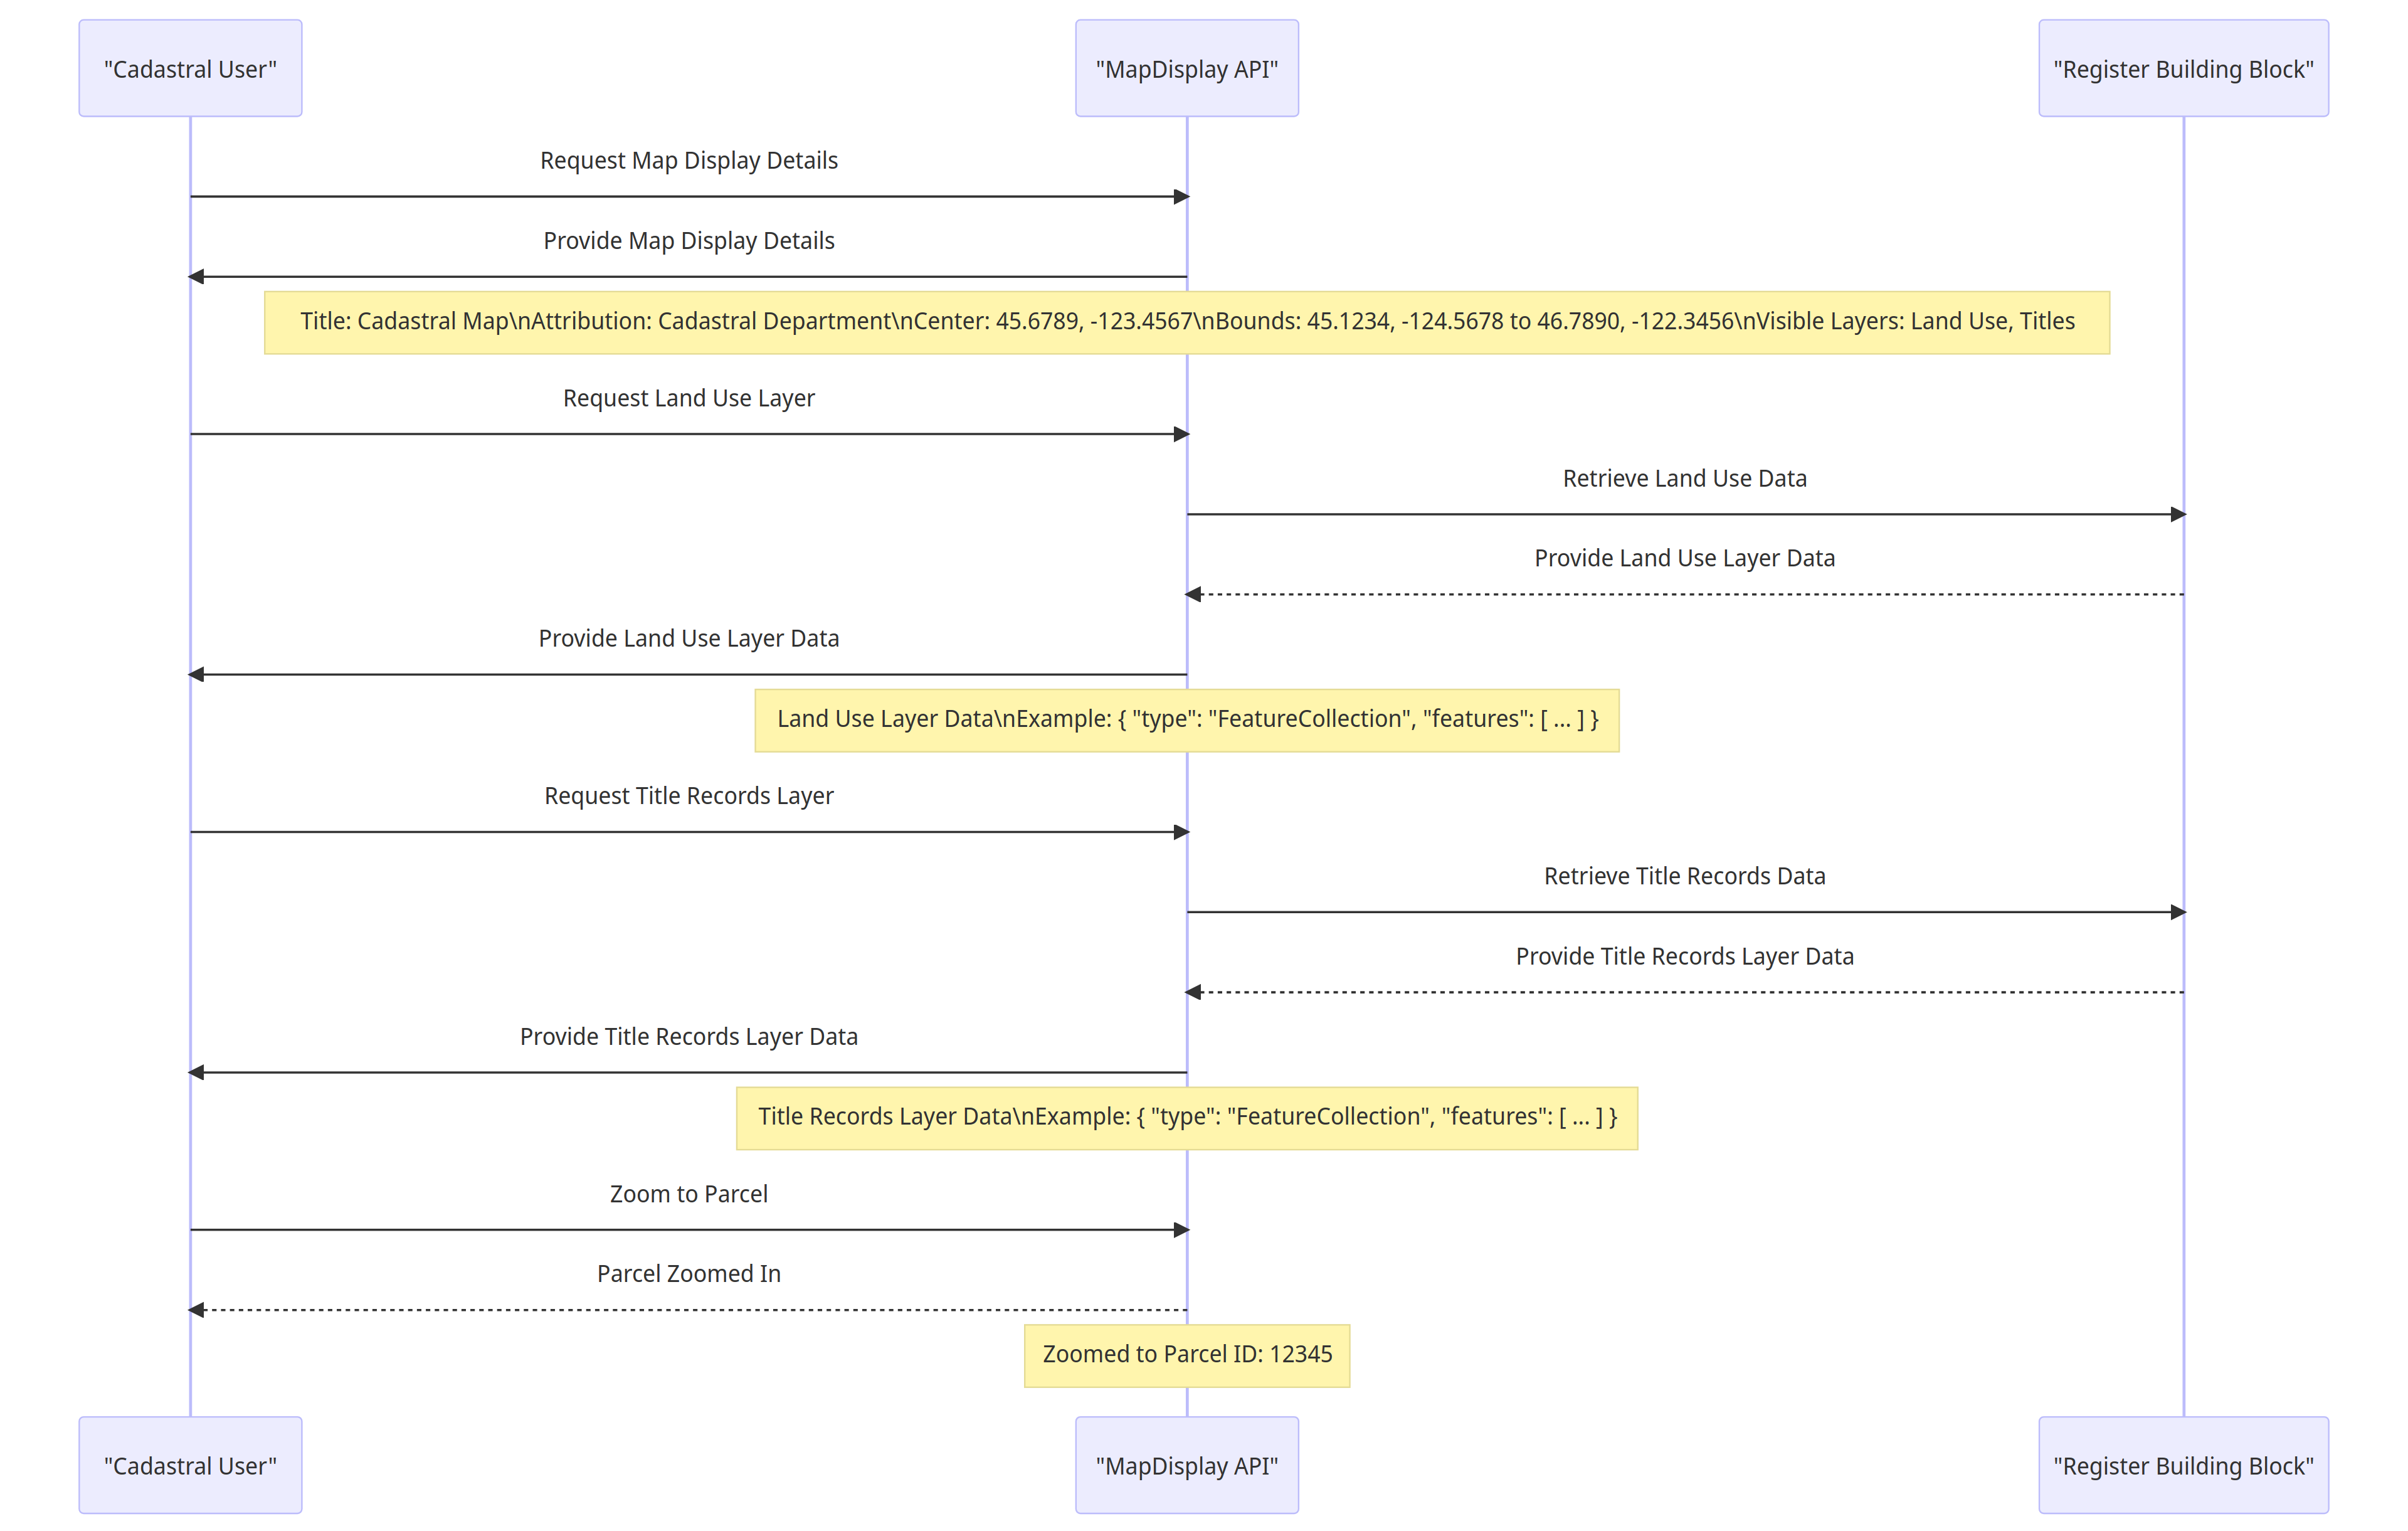 "Cadastral User"
"MapDisplay API"
"Register Building Block"
Request Map Display Details
Provide Map Display Details
Title: Cadastral Map\nAttribution: Cadastral Department\nCenter: 45.6789, -123.4567\nBounds: 45.1234, -124.5678 to 46.7890, -122.3456\nVisible Layers: Land Use, Titles
Request Land Use Layer
Retrieve Land Use Data
Provide Land Use Layer Data
Provide Land Use Layer Data
Land Use Layer Data\nExample: { "type": "FeatureCollection", "features": [ ... ] }
Request Title Records Layer
Retrieve Title Records Data
Provide Title Records Layer Data
Provide Title Records Layer Data
Title Records Layer Data\nExample: { "type": "FeatureCollection", "features": [ ... ] }
Zoom to Parcel
Parcel Zoomed In
Zoomed to Parcel ID: 12345
"Cadastral User"
"MapDisplay API"
"Register Building Block"